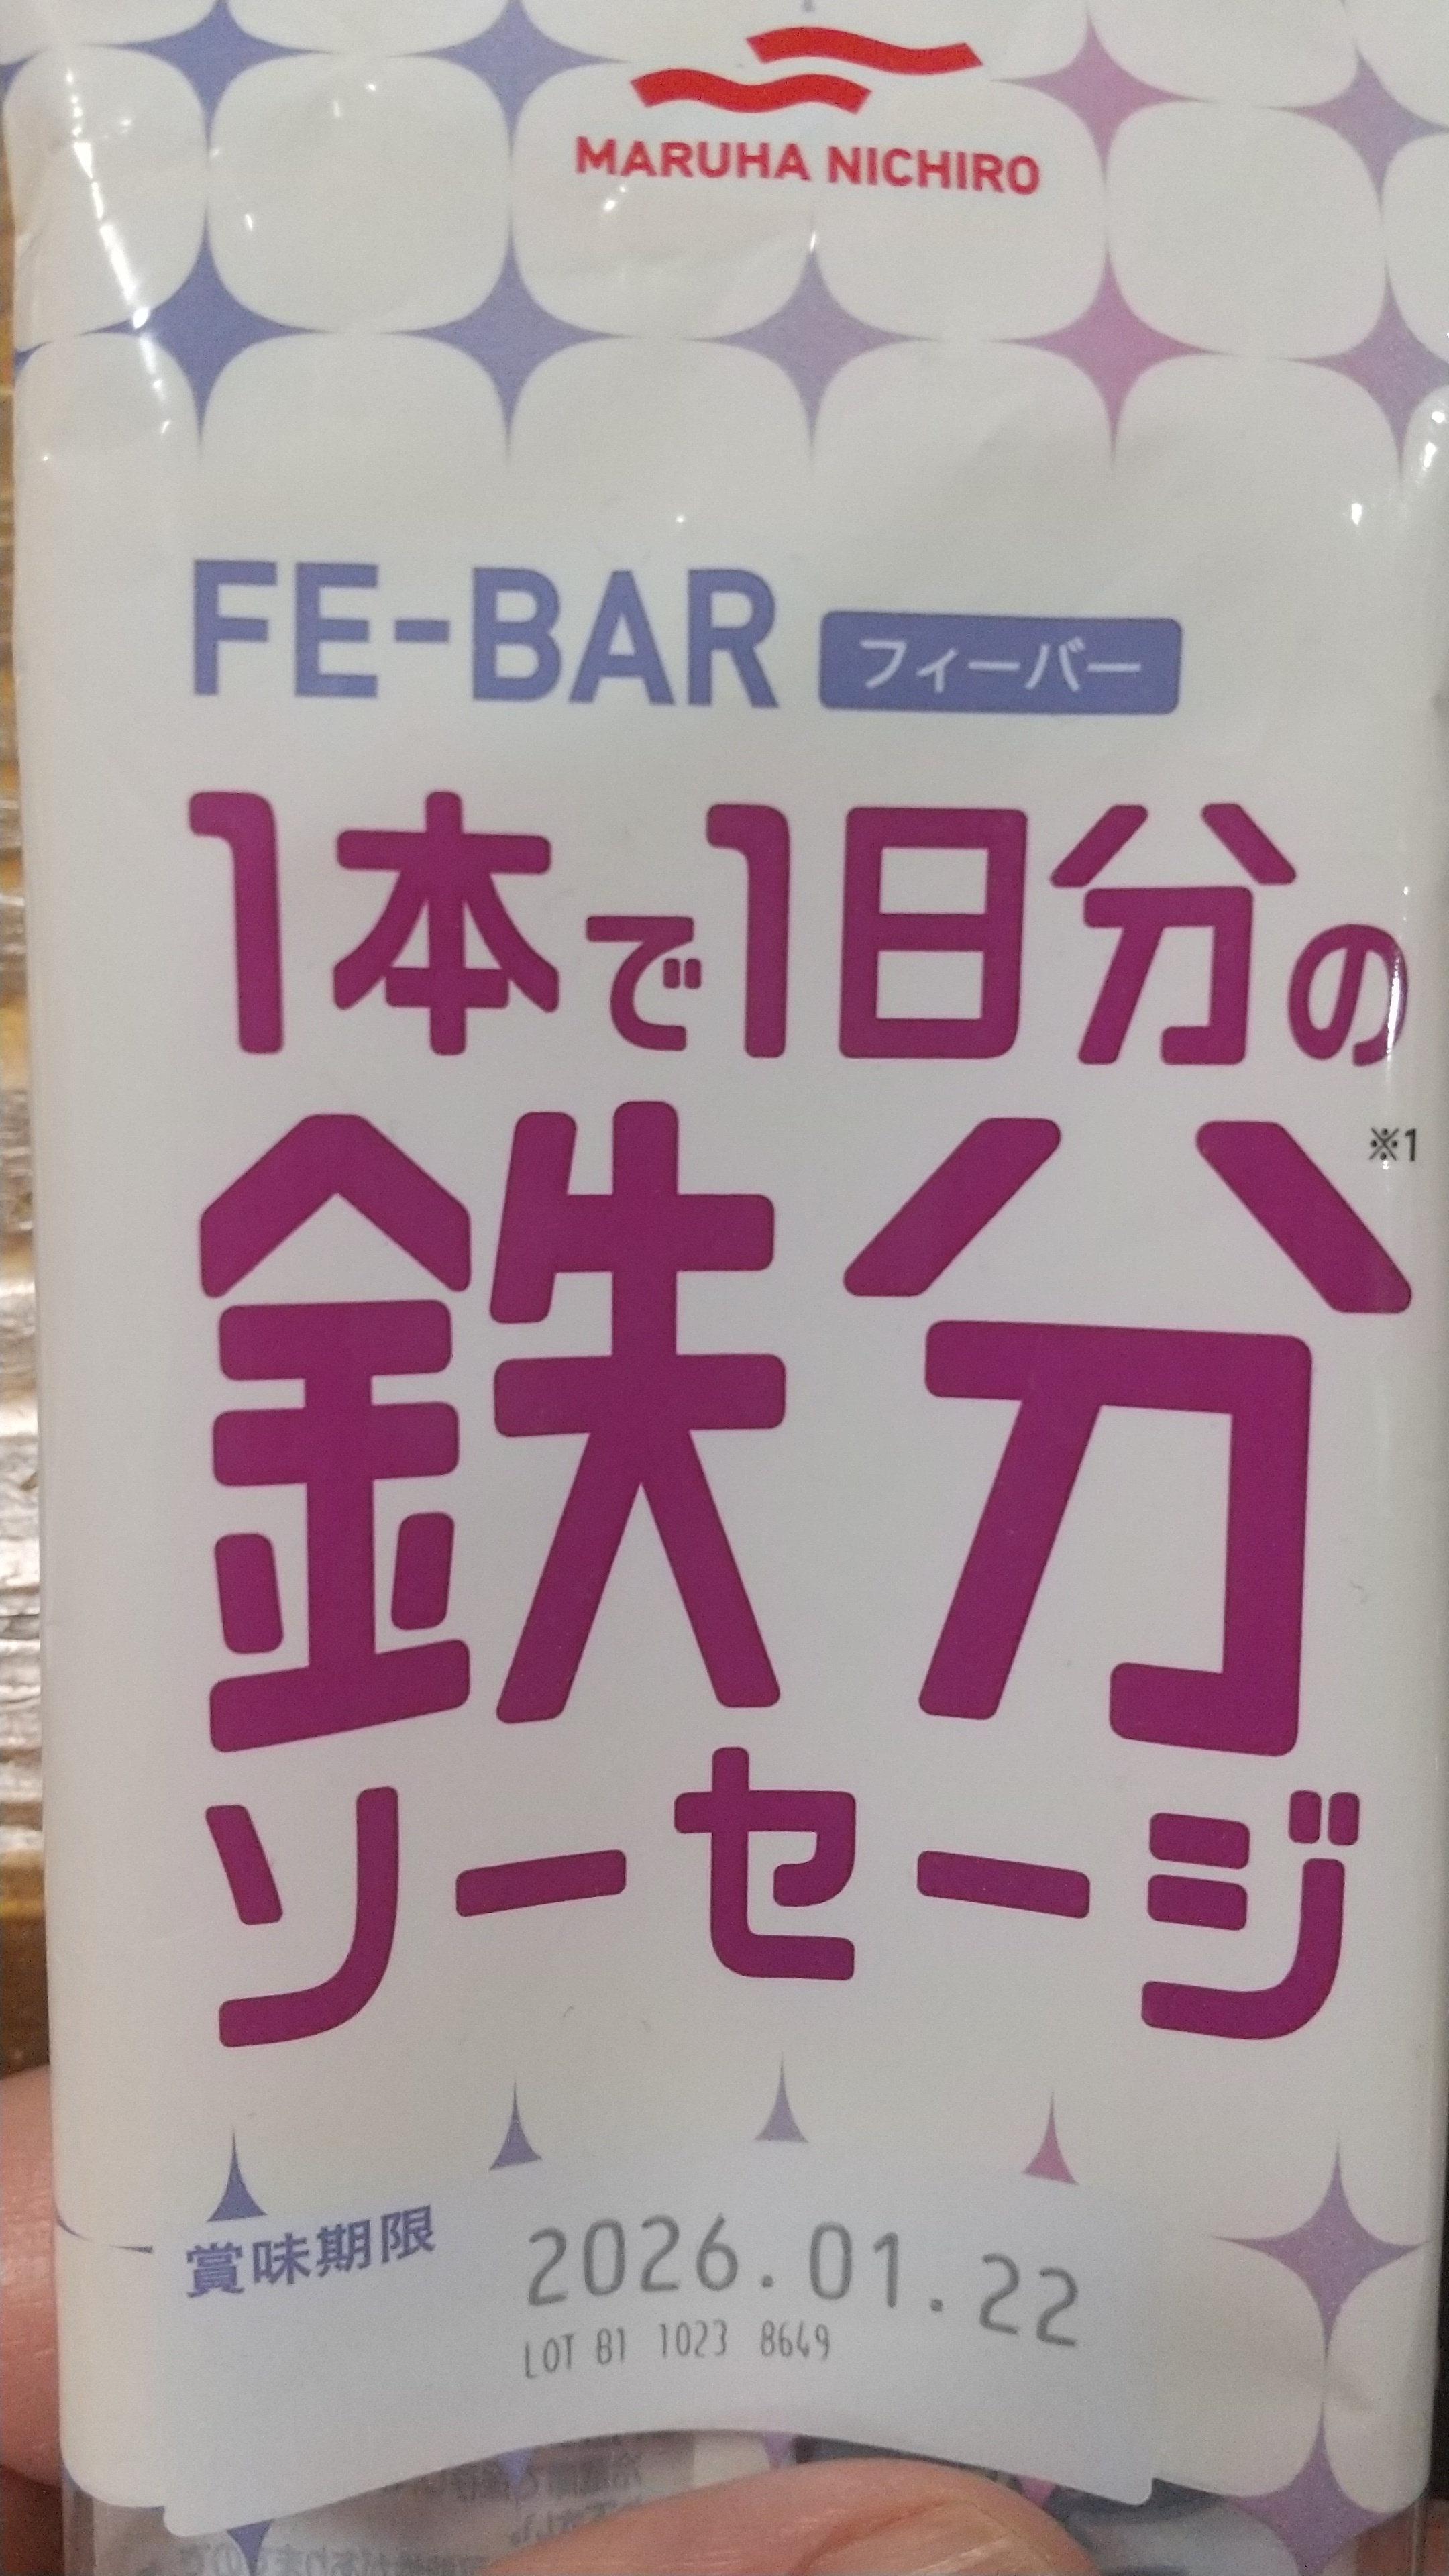 MARUHA NICHIRO
FE-BAR フィーバー
1本で1日分の
鉄分※1
ソーセージ
賞味期限 2026.01.22
LOT B1 1023 8649